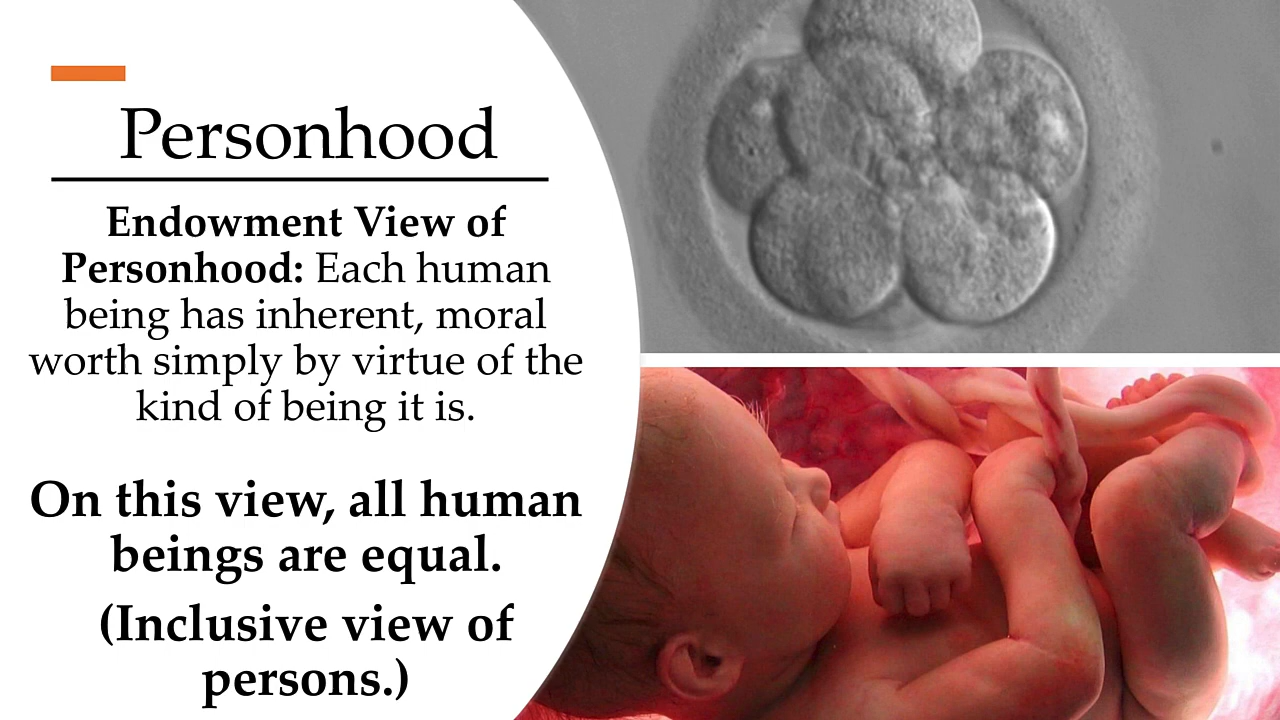 Personhood
Endowment View of
Personhood: Each human
being has inherent, moral
worth simply by virtue of the
kind of being it is.
On this view, all human
beings are equal.
(Inclusive view of
persons.)